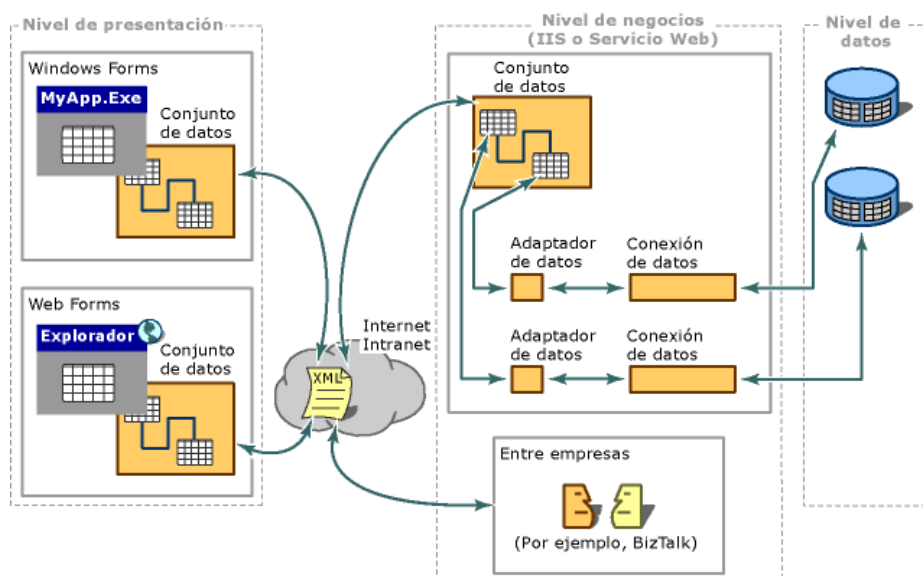 Nivel de presentación
Windows Forms
MyApp.Exe
Conjunto
de datos
Web Forms
Explorador
Conjunto
de datos
Internet
Intranet
XML
Nivel de negocios
(IIS o Servicio Web)
Conjunto
de datos
Adaptador
de datos
Conexión
de datos
Adaptador
de datos
Conexión
de datos
Entre empresas
(Por ejemplo, BizTalk)
Nivel de
datos